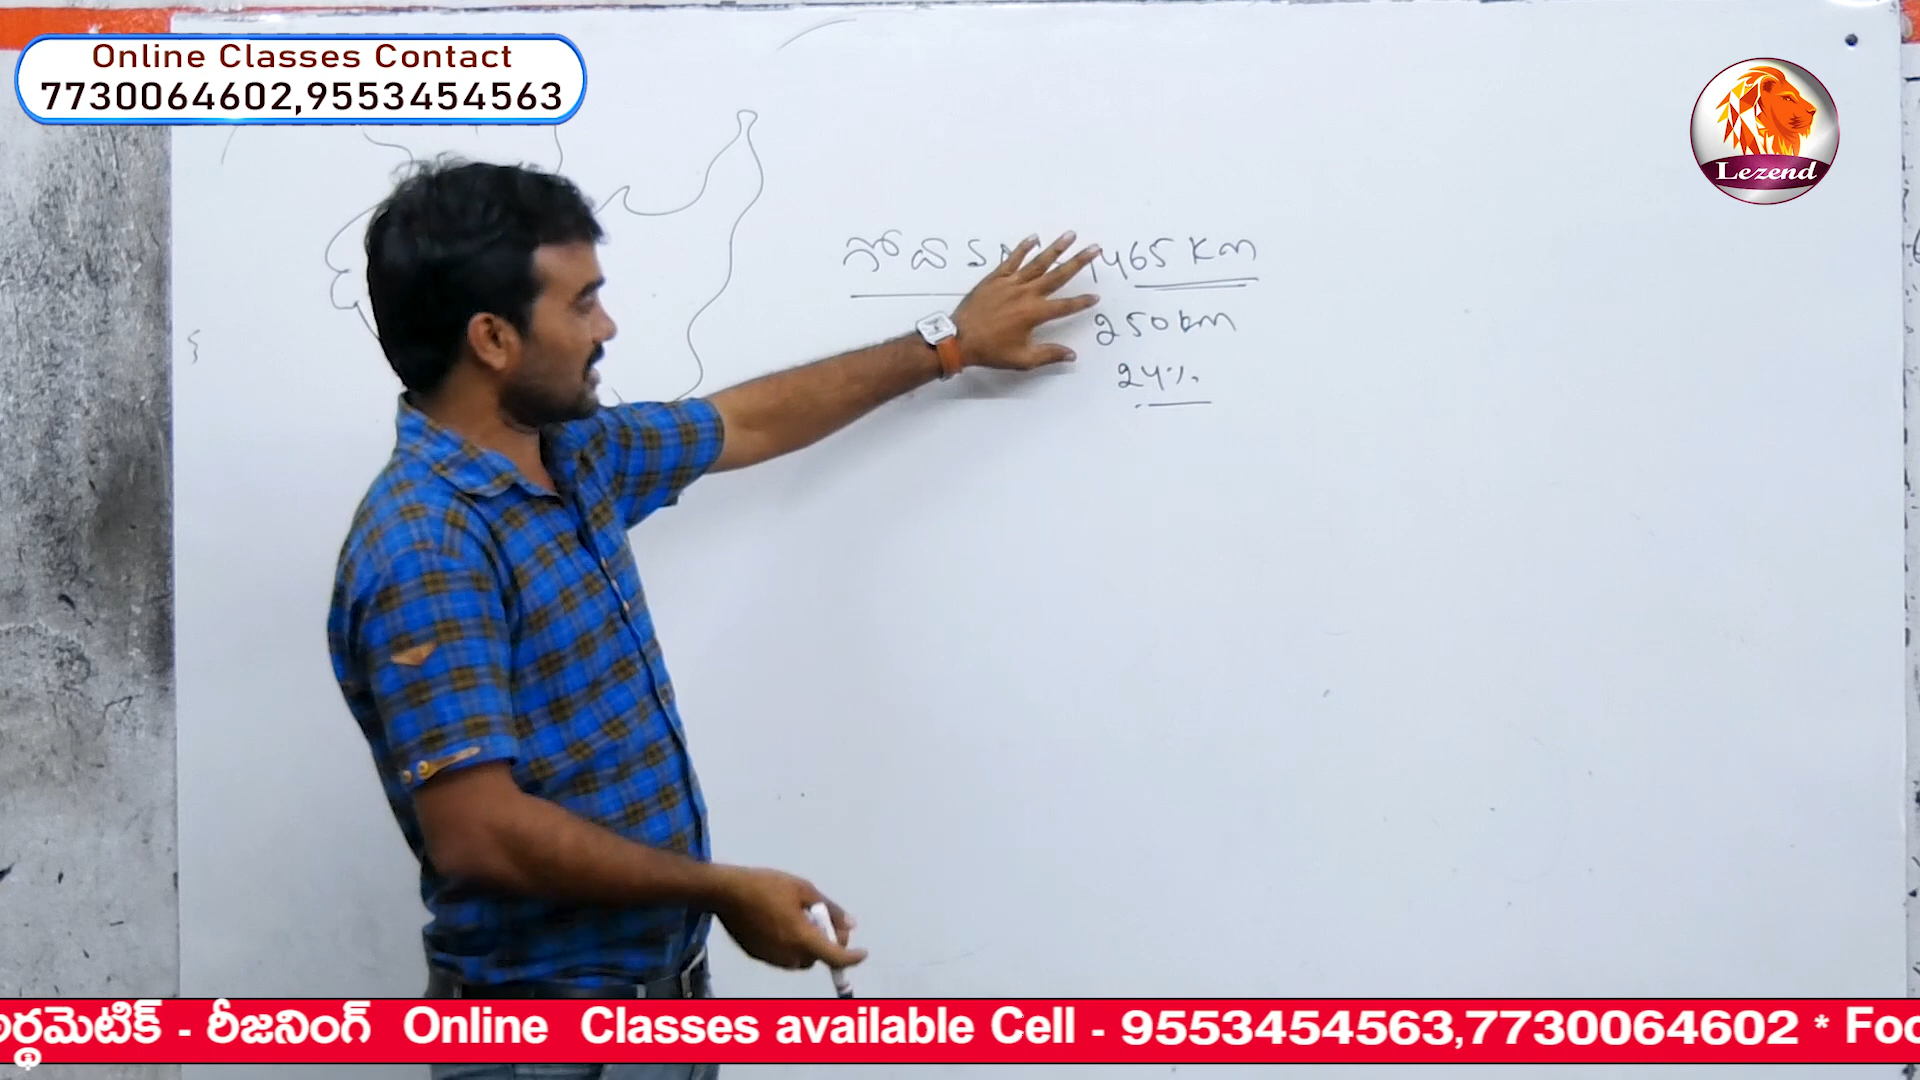 Online Classes Contact
7730064602,9553454563
Lezend
1465 Km
250 km
24%
ర్థమెటిక్ - రీజనింగ్ Online Classes available Cell - 9553454563,7730064602 * Foo